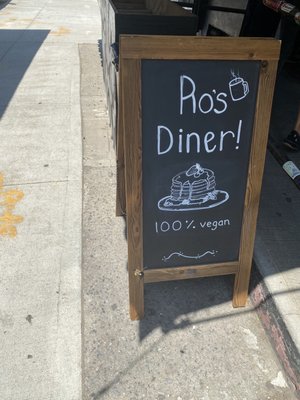 Ro's
Diner!
100% vegan